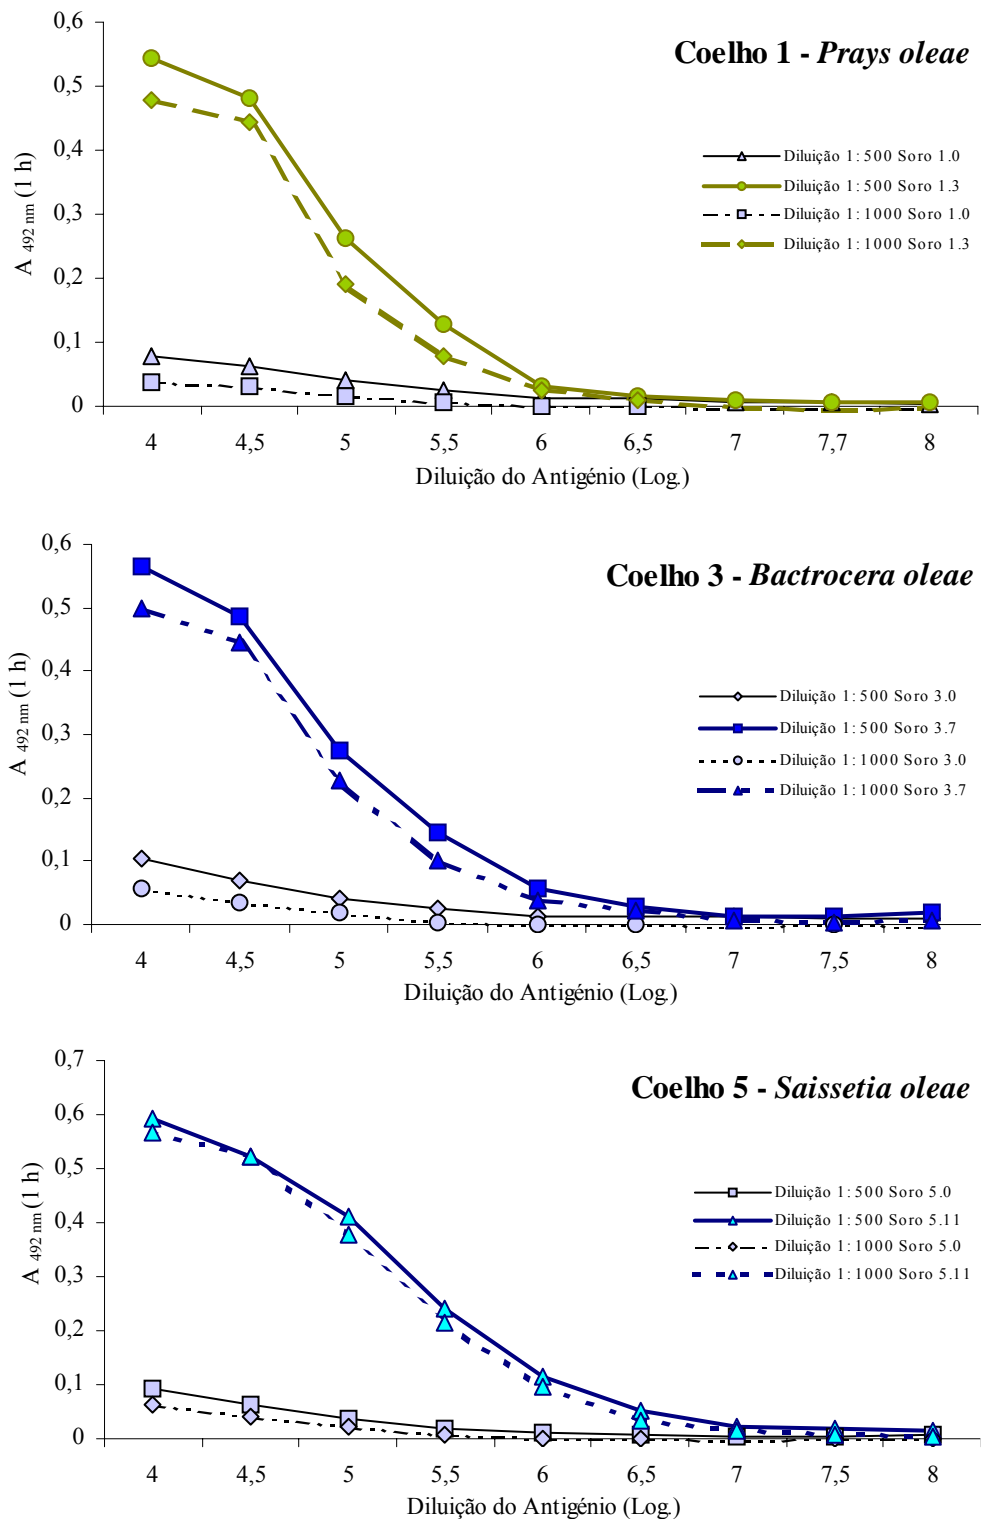 Coelho 1 - Prays oleae
0,6
0,5
0,4
0,3
0,2
0,1
0
A 492 nm (1 h)
Diluição 1:500 Soro 1.0
Diluição 1:500 Soro 1.3
Diluição 1:1000 Soro 1.0
Diluição 1:1000 Soro 1.3
4 4,5 5 5,5 6 6,5 7 7,7 8
Diluição do Antigénio (Log.)
Coelho 3 - Bactrocera oleae
0,6
0,5
0,4
0,3
0,2
0,1
0
A 492 nm (1 h)
Diluição 1:500 Soro 3.0
Diluição 1:500 Soro 3.7
Diluição 1:1000 Soro 3.0
Diluição 1:1000 Soro 3.7
4 4,5 5 5,5 6 6,5 7 7,5 8
Diluição do Antigénio (Log.)
Coelho 5 - Saissetia oleae
0,7
0,6
0,5
0,4
0,3
0,2
0,1
0
A 492 nm (1 h)
Diluição 1:500 Soro 5.0
Diluição 1:500 Soro 5.11
Diluição 1:1000 Soro 5.0
Diluição 1:1000 Soro 5.11
4 4,5 5 5,5 6 6,5 7 7,5 8
Diluição do Antigénio (Log.)